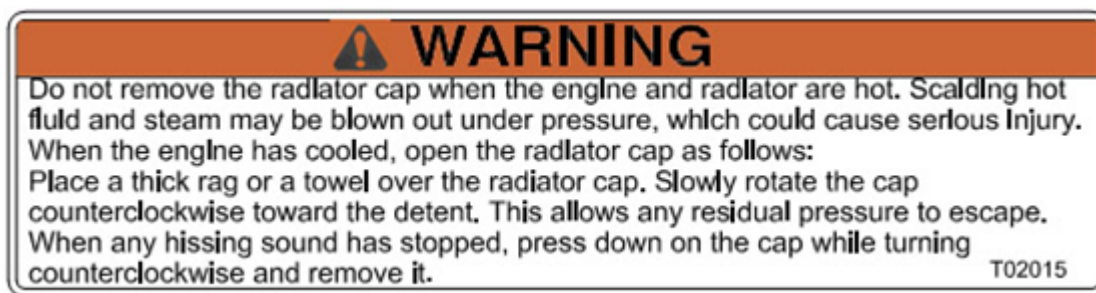 WARNING
Do not remove the radiator cap when the engine and radiator are hot. Scalding hot
fluid and steam may be blown out under pressure, which could cause serious injury.
When the engine has cooled, open the radiator cap as follows:
Place a thick rag or a towel over the radiator cap. Slowly rotate the cap
counterclockwise toward the detent. This allows any residual pressure to escape.
When any hissing sound has stopped, press down on the cap while turning
counterclockwise and remove it.
T02015